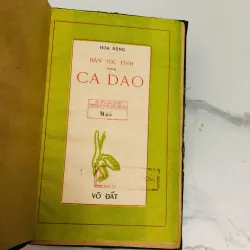 HOA BẰNG
DÂN TỘC TÍNH
trong
CA DAO
VỠ ĐẤT